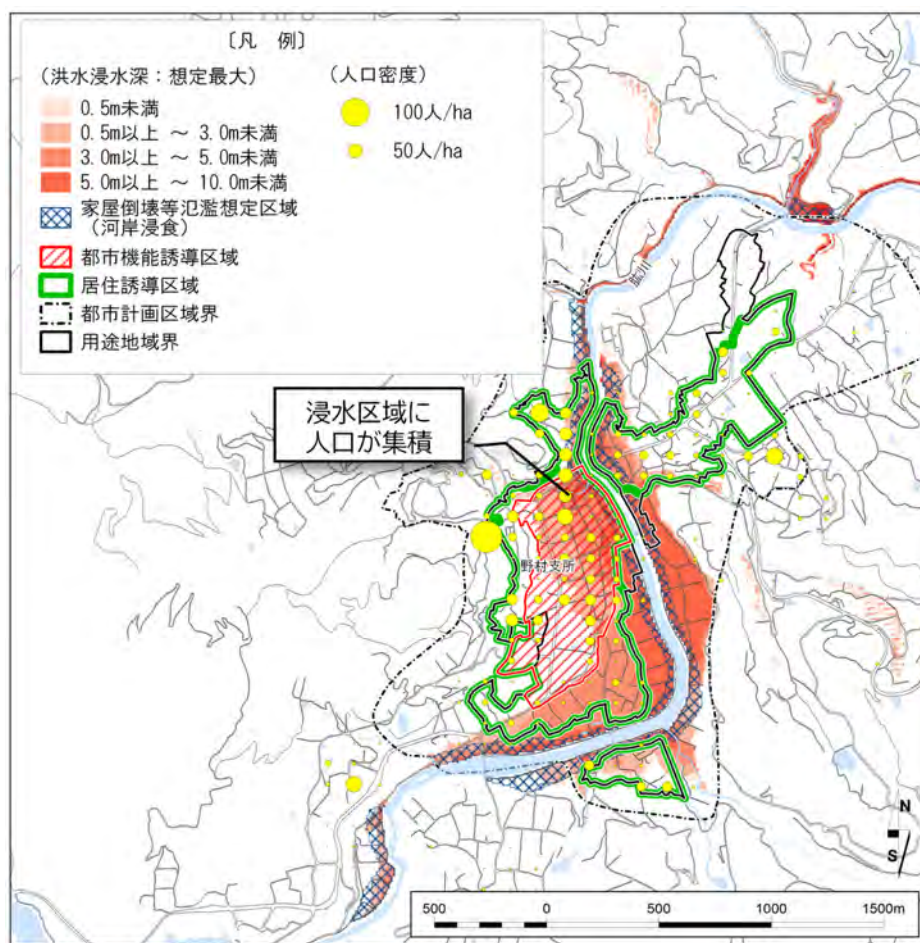 〔凡 例〕
（洪水浸水深：想定最大）
0.5m未満
0.5m以上 ～ 3.0m未満
3.0m以上 ～ 5.0m未満
5.0m以上 ～ 10.0m未満
家屋倒壊等氾濫想定区域
（河岸浸食）
都市機能誘導区域
居住誘導区域
都市計画区域界
用途地域界
（人口密度）
100人/ha
50人/ha
肱川
浸水区域に
人口が集積
野村支所
N
S
500 0 500 1000 1500m